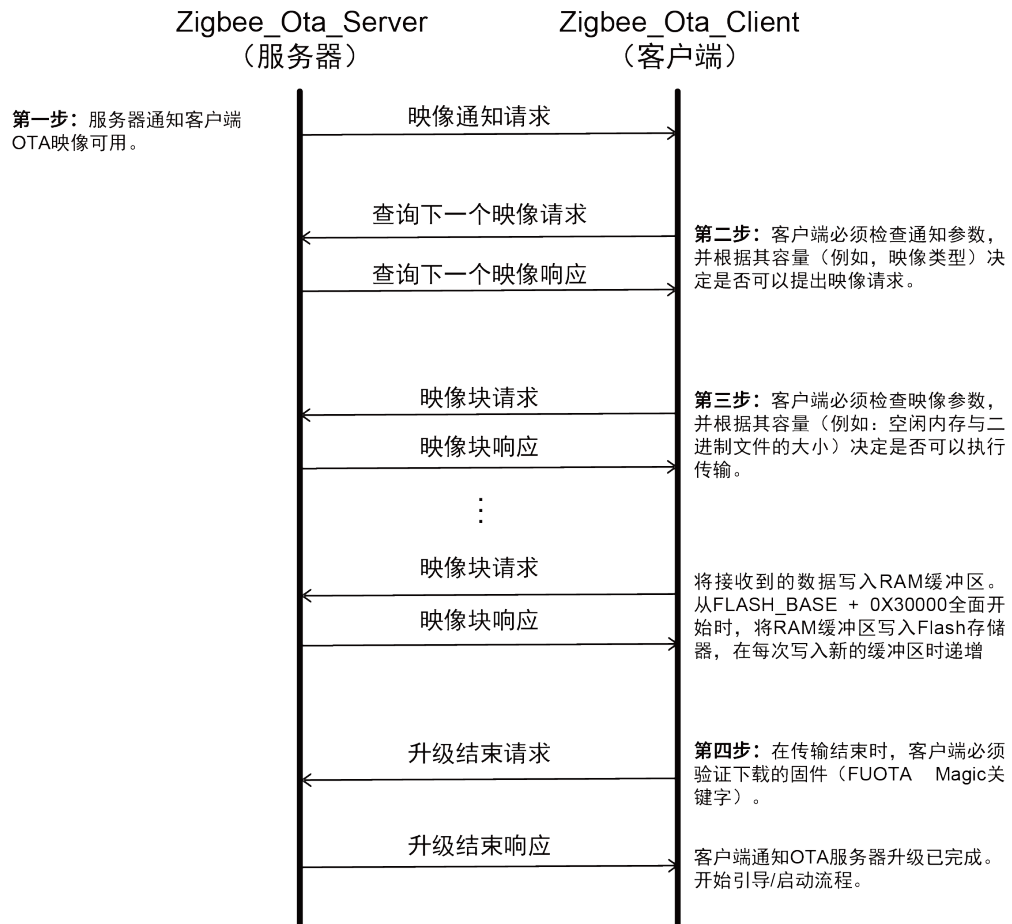 Zigbee_Ota_Server
（服务器）
Zigbee_Ota_Client
（客户端）
第一步：服务器通知客户端
OTA映像可用。
映像通知请求
查询下一个映像请求
查询下一个映像响应
第二步：客户端必须检查通知参数，
并根据其容量（例如，映像类型）决
定是否可以提出映像请求。
映像块请求
映像块响应
第三步：客户端必须检查映像参数，
并根据其容量（例如：空闲内存与二
进制文件的大小）决定是否可以执行
传输。
⋮
映像块请求
映像块响应
将接收到的数据写入RAM缓冲区。
从FLASH_BASE + 0X30000全面开
始时，将RAM缓冲区写入Flash存储
器，在每次写入新的缓冲区时递增
升级结束请求
第四步：在传输结束时，客户端必须
验证下载的固件（FUOTA Magic关
键字）。
升级结束响应
客户端通知OTA服务器升级已完成。
开始引导/启动流程。